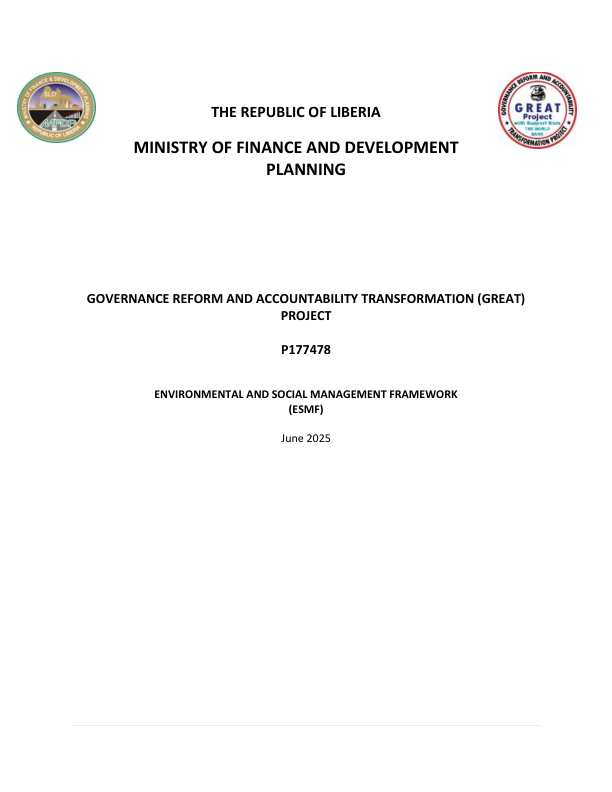 THE REPUBLIC OF LIBERIA
MINISTRY OF FINANCE AND DEVELOPMENT
PLANNING
MINISTRY OF FINANCE & DEVELOPMENT PLANNING
REPUBLIC OF LIBERIA
GOVERNANCE REFORM AND ACCOUNTABILITY
GREAT
Project
with Support from
THE WORLD
BANK
TRANSFORMATION PROJECT
GOVERNANCE REFORM AND ACCOUNTABILITY TRANSFORMATION (GREAT)
PROJECT
P177478
ENVIRONMENTAL AND SOCIAL MANAGEMENT FRAMEWORK
(ESMF)
June 2025